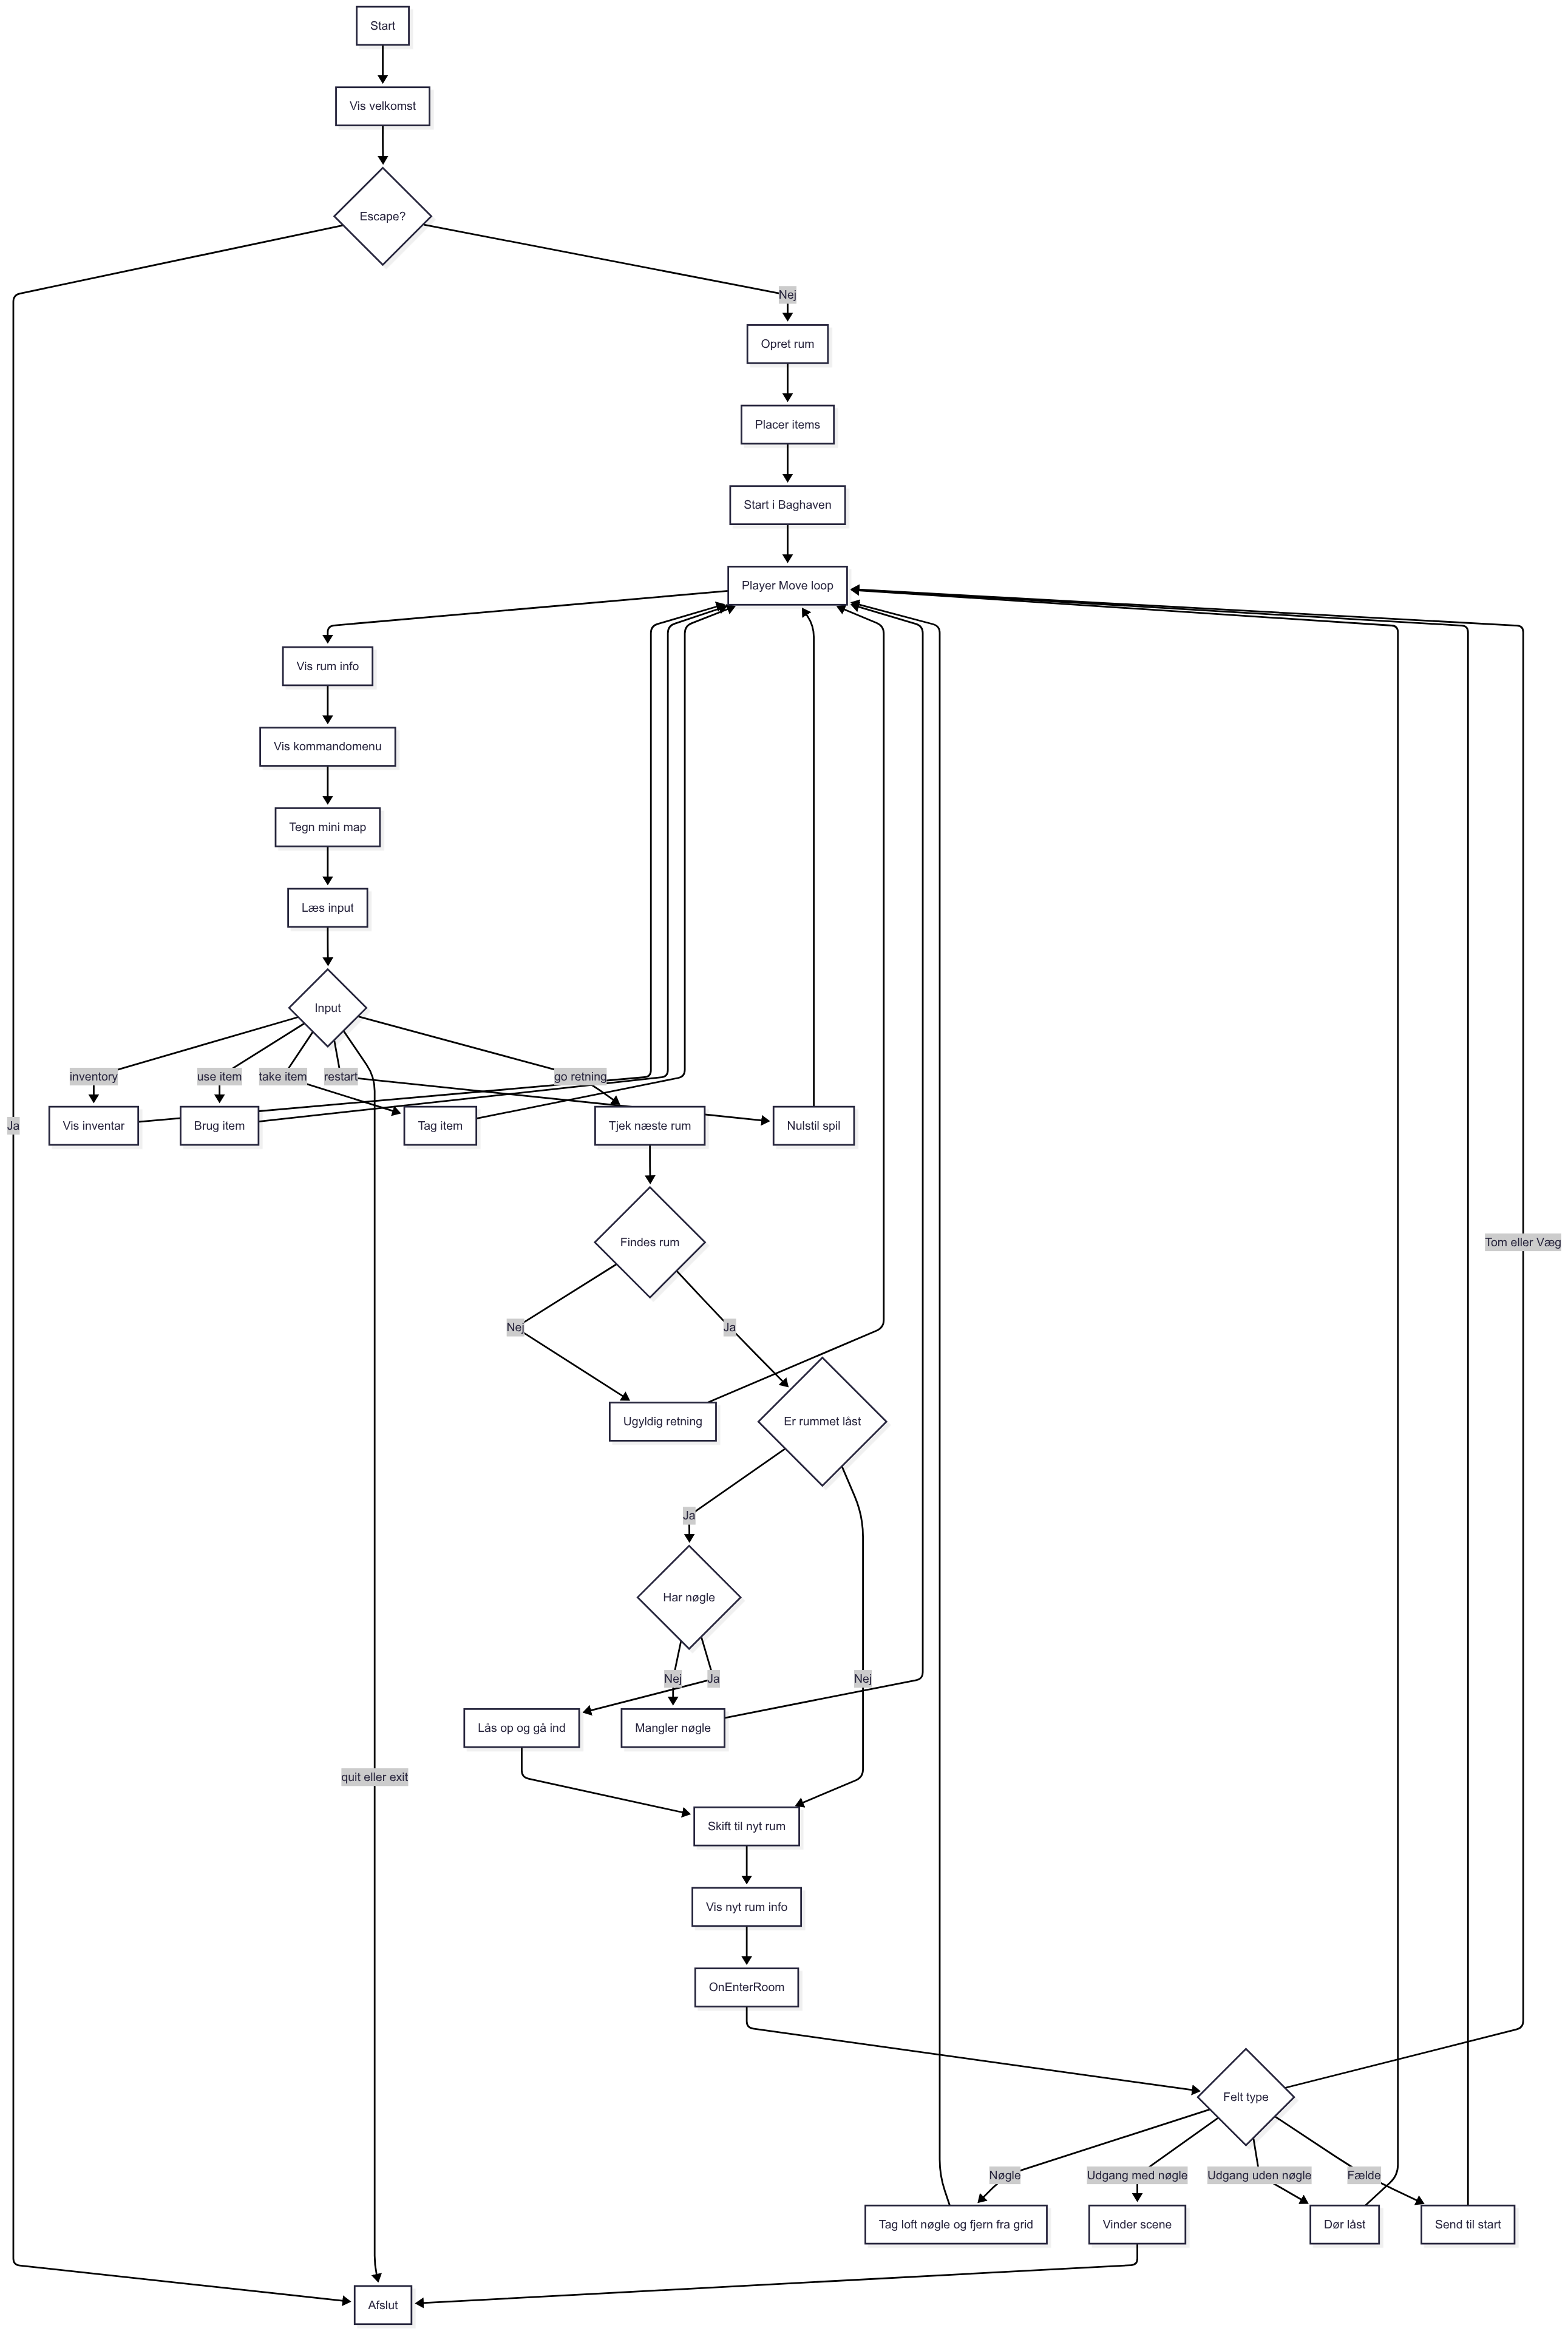 Start
Vis velkomst
Escape?
Nej
Opret rum
Placer items
Start i Baghaven
Player Move loop
Vis rum info
Vis kommandomenu
Tegn mini map
Læs input
Input
inventory
use item
take item
restart
go retning
Ja
Vis inventar
Brug item
Tag item
Tjek næste rum
Nulstil spil
Findes rum
Tom eller Væg
Nej
Ja
Ugyldig retning
Er rummet låst
Ja
Har nøgle
Nej
Ja
Nej
Lås op og gå ind
Mangler nøgle
quit eller exit
Skift til nyt rum
Vis nyt rum info
OnEnterRoom
Felt type
Nøgle
Udgang med nøgle
Udgang uden nøgle
Fælde
Tag loft nøgle og fjern fra grid
Vinder scene
Dør låst
Send til start
Afslut